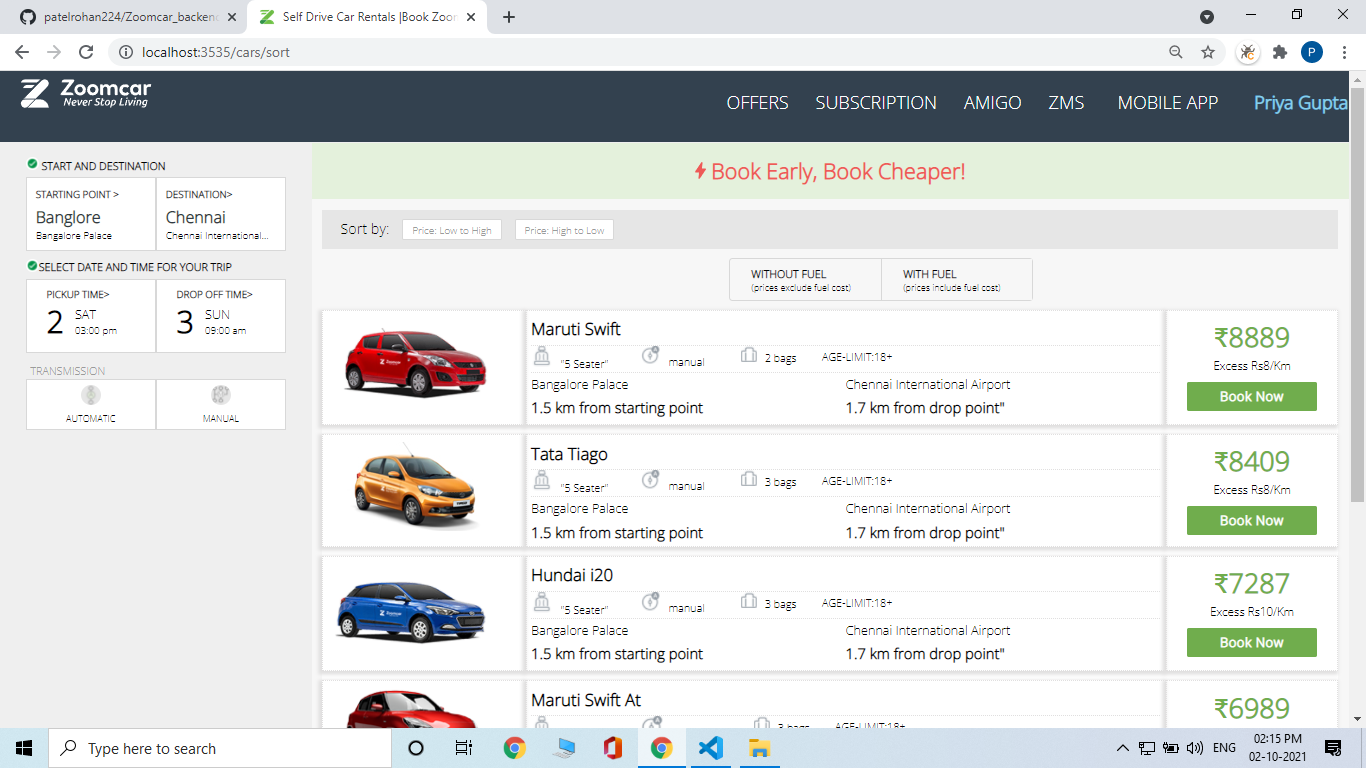 patelrohan224/Zoomcar_backend
Self Drive Car Rentals |Book Zoom
localhost:3535/cars/sort
P
Zoomcar
Never Stop Living
OFFERS
SUBSCRIPTION
AMIGO
ZMS
MOBILE APP
Priya Gupta
START AND DESTINATION
STARTING POINT >
Banglore
Bangalore Palace
DESTINATION>
Chennai
Chennai International...
SELECT DATE AND TIME FOR YOUR TRIP
PICKUP TIME>
2 SAT
03:00 pm
DROP OFF TIME>
3 SUN
09:00 am
TRANSMISSION
AUTOMATIC
MANUAL
Book Early, Book Cheaper!
Sort by:
Price: Low to High
Price: High to Low
WITHOUT FUEL
(prices exclude fuel cost)
WITH FUEL
(prices include fuel cost)
Zoomcar
Maruti Swift
"5 Seater"
manual
2 bags
AGE-LIMIT:18+
Bangalore Palace
Chennai International Airport
1.5 km from starting point
1.7 km from drop point"
₹8889
Excess Rs8/Km
Book Now
Tata Tiago
"5 Seater"
manual
3 bags
AGE-LIMIT:18+
Bangalore Palace
Chennai International Airport
1.5 km from starting point
1.7 km from drop point"
₹8409
Excess Rs8/Km
Book Now
Zoomcar
Hundai i20
"5 Seater"
manual
3 bags
AGE-LIMIT:18+
Bangalore Palace
Chennai International Airport
1.5 km from starting point
1.7 km from drop point"
₹7287
Excess Rs10/Km
Book Now
Maruti Swift At
3 bags
AGE-LIMIT:18+
₹6989
Type here to search
ENG
02:15 PM
02-10-2021